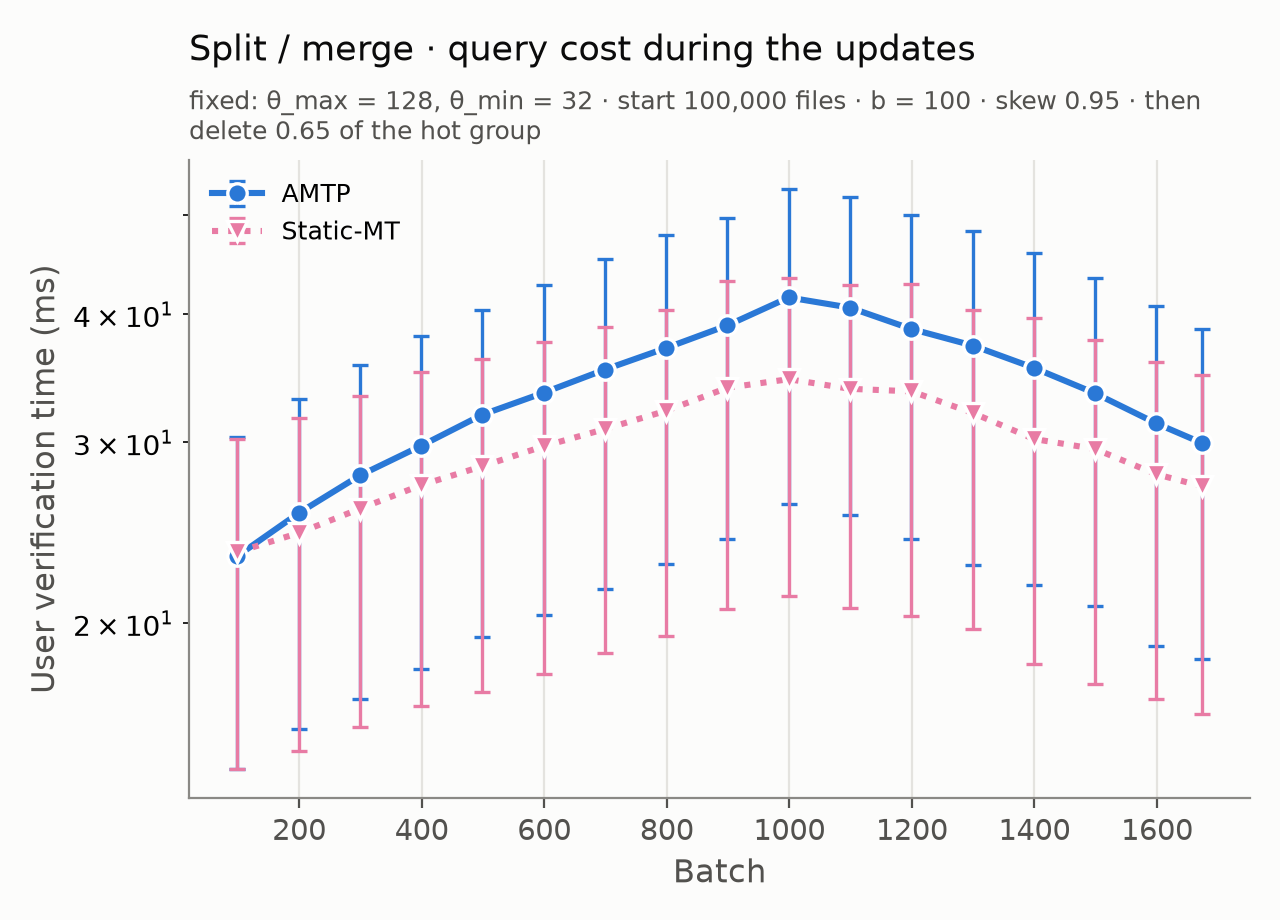 Split / merge · query cost during the updates
fixed: θ_max = 128, θ_min = 32 · start 100,000 files · b = 100 · skew 0.95 · then
delete 0.65 of the hot group
AMTP
Static-MT
User verification time (ms)
4 × 10¹
3 × 10¹
2 × 10¹
200 400 600 800 1000 1200 1400 1600
Batch